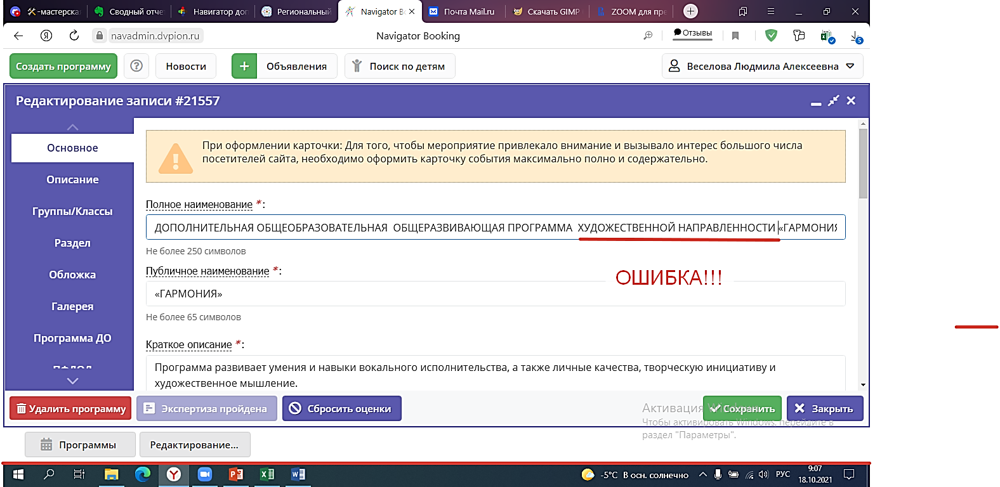 -мастерска
Сводный отче
Навигатор доп
Региональный
Navigator Bo
Почта Mail.ru
Скачать GIMP
ZOOM для пре
navadmin.dvpion.ru
Navigator Booking
Отзывы
5
Создать программу
Новости
+ Объявления
Поиск по детям
Веселова Людмила Алексеевна
Редактирование записи #21557
Основное
Описание
Группы/Классы
Раздел
Обложка
Галерея
Программа ДО
При оформлении карточки: Для того, чтобы мероприятие привлекало внимание и вызывало интерес большого числа
посетителей сайта, необходимо оформить карточку события максимально полно и содержательно.
Полное наименование *:
ДОПОЛНИТЕЛЬНАЯ ОБЩЕОБРАЗОВАТЕЛЬНАЯ ОБЩЕРАЗВИВАЮЩАЯ ПРОГРАММА ХУДОЖЕСТВЕННОЙ НАПРАВЛЕННОСТИ «ГАРМОНИЯ
Не более 250 символов
Публичное наименование *:
ОШИБКА!!!
«ГАРМОНИЯ»
Не более 65 символов
Краткое описание *:
Программа развивает умения и навыки вокального исполнительства, а также личные качества, творческую инициативу и
художественное мышление.
Удалить программу
Экспертиза пройдена
Сбросить оценки
Сохранить
Закрыть
Активация Windows
Чтобы активировать Windows, перейдите в
раздел "Параметры".
Программы
Редактирование...
-5°C В осн. солнечно
РУС
9:07
18.10.2021